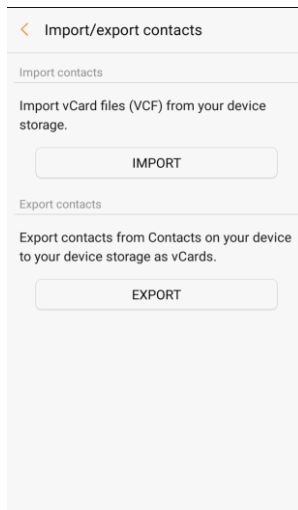 Import/export contacts
Import contacts
Import vCard files (VCF) from your device
storage.
IMPORT
Export contacts
Export contacts from Contacts on your device
to your device storage as vCards.
EXPORT